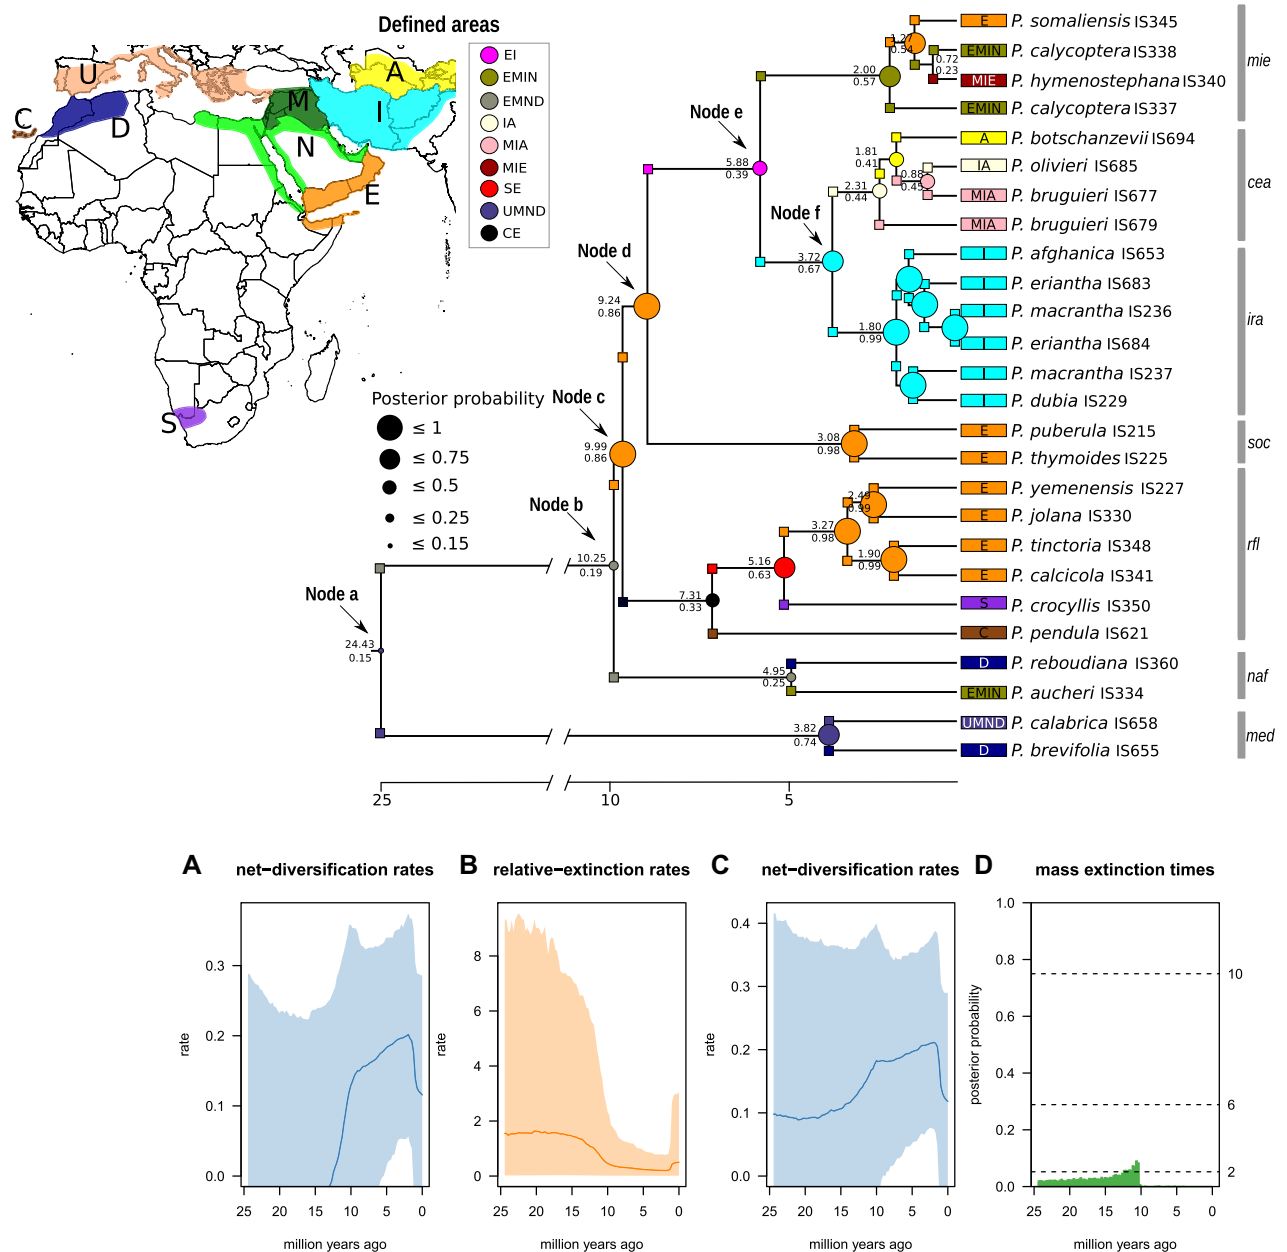 Defined areas
EI
EMIN
EMND
IA
MIA
MIE
SE
UMND
CE
U
A
M
I
C
D
N
E
S
Posterior probability
≤ 1
≤ 0.75
≤ 0.5
≤ 0.25
≤ 0.15
Node a
Node b
Node c
Node d
Node e
Node f
24.43
0.15
10.25
0.19
9.99
0.86
9.24
0.86
5.88
0.39
3.72
0.67
2.00
0.57
1.27
0.54
0.72
0.23
1.81
0.41
2.31
0.44
0.88
0.45
1.80
0.99
3.08
0.98
2.49
0.99
3.27
0.98
1.90
0.99
5.16
0.63
7.31
0.33
4.95
0.25
3.82
0.74
E P. somaliensis IS345
EMIN P. calycoptera IS338
MIE P. hymenostephana IS340
EMIN P. calycoptera IS337
A P. botschanzevii IS694
IA P. olivieri IS685
MIA P. bruguieri IS677
MIA P. bruguieri IS679
I P. afghanica IS653
I P. eriantha IS683
I P. macrantha IS236
I P. eriantha IS684
I P. macrantha IS237
I P. dubia IS229
E P. puberula IS215
E P. thymoides IS225
E P. yemenensis IS227
E P. jolana IS330
E P. tinctoria IS348
E P. calcicola IS341
S P. crocyllis IS350
C P. pendula IS621
D P. reboudiana IS360
EMIN P. aucheri IS334
UMND P. calabrica IS658
D P. brevifolia IS655
mie
cea
ira
soc
rfl
naf
med
25 10 5
A net−diversification rates
rate
0.3
0.2
0.1
0.0
25 20 15 10 5 0
million years ago
B relative−extinction rates
8
6
4
2
0
25 20 15 10 5 0
million years ago
C net−diversification rates
rate
0.4
0.3
0.2
0.1
0.0
25 20 15 10 5 0
million years ago
D mass extinction times
posterior probability
1.0
0.8
0.6
0.4
0.2
0.0
10
6
2
25 20 15 10 5 0
million years ago